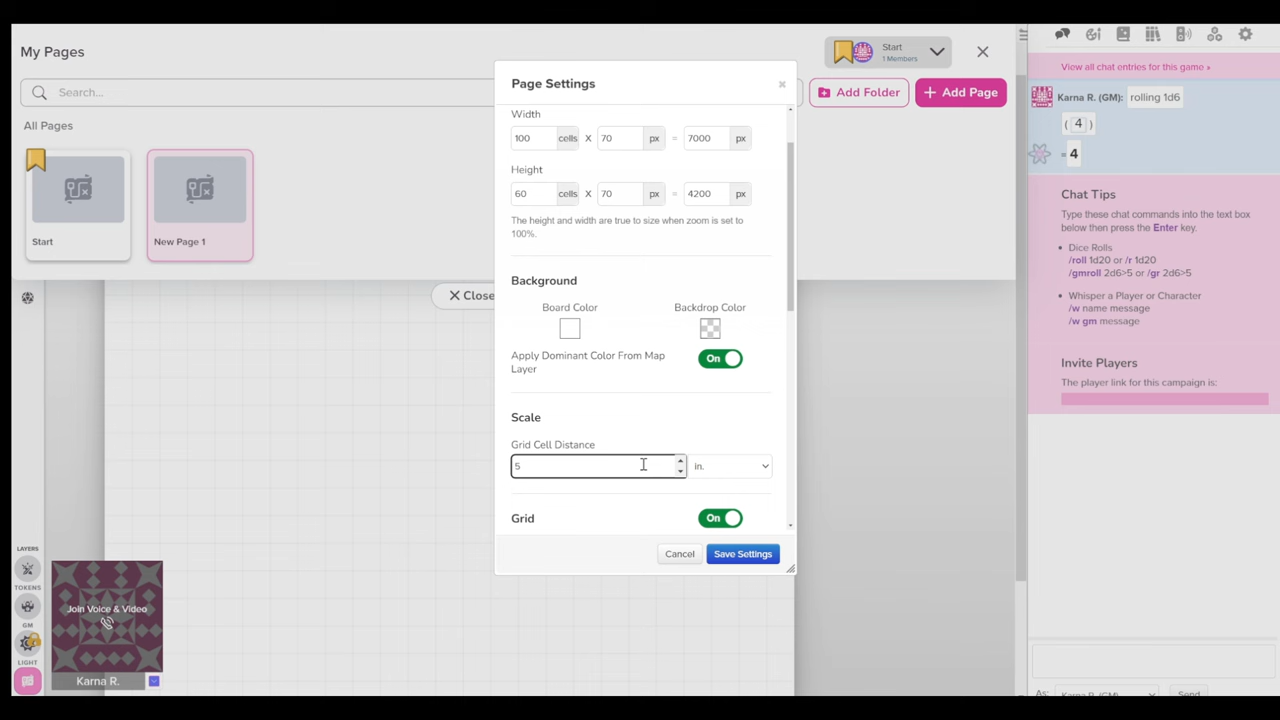 My Pages
Start
1 Members
Search...
Add Folder
Add Page
All Pages
Start
New Page 1
Close
Page Settings
×
Width
100 cells X 70 px = 7000 px
Height
60 cells X 70 px = 4200 px
The height and width are true to size when zoom is set to
100%.
Background
Board Color Backdrop Color
Apply Dominant Color From Map
Layer
On
Scale
Grid Cell Distance
5 in.
Grid On
Cancel Save Settings
LAYERS
TOKENS
GM
LIGHT
Join Voice & Video
Karna R.
View all chat entries for this game »
Karna R. (GM): rolling 1d6
( 4 )
= 4
Chat Tips
Type these chat commands into the text box
below then press the Enter key.
• Dice Rolls
/roll 1d20 or /r 1d20
/gmroll 2d6>5 or /gr 2d6>5
• Whisper a Player or Character
/w name message
/w gm message
Invite Players
The player link for this campaign is:
As: Karna R. (GM) Send